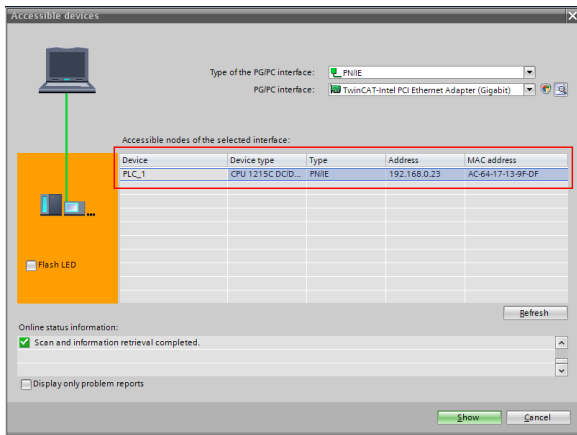 Accessible devices
Type of the PG/PC interface: PN/IE
PG/PC interface: TwinCAT-Intel PCI Ethernet Adapter (Gigabit)
Accessible nodes of the selected interface:
Device Device type Type Address MAC address
PLC_1 CPU 1215C DC/D... PN/IE 192.168.0.23 AC-64-17-13-9F-DF
Flash LED
Refresh
Online status information:
Scan and information retrieval completed.
Display only problem reports
Show Cancel